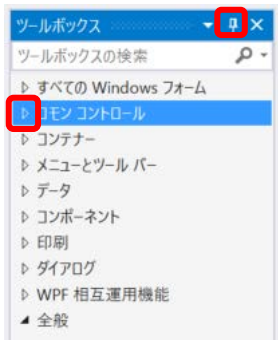 ツールボックス
ツールボックスの検索
すべての Windows フォーム
コモン コントロール
コンテナー
メニューとツール バー
データ
コンポーネント
印刷
ダイアログ
WPF 相互運用機能
全般